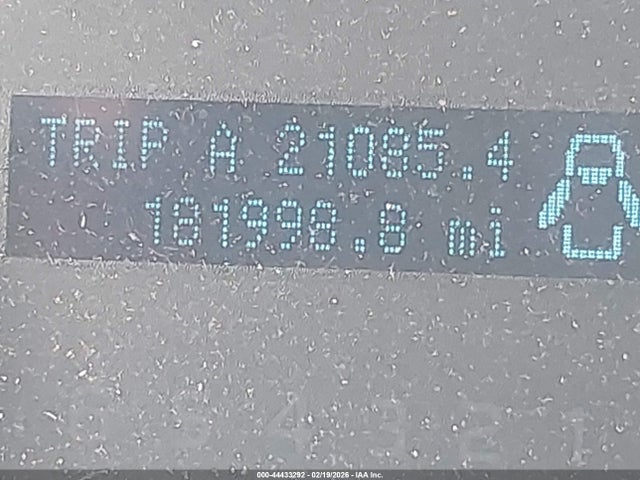 TRIP A 21085.4
181998.8 mi
000-44433292 - 02/19/2026 - IAA Inc.